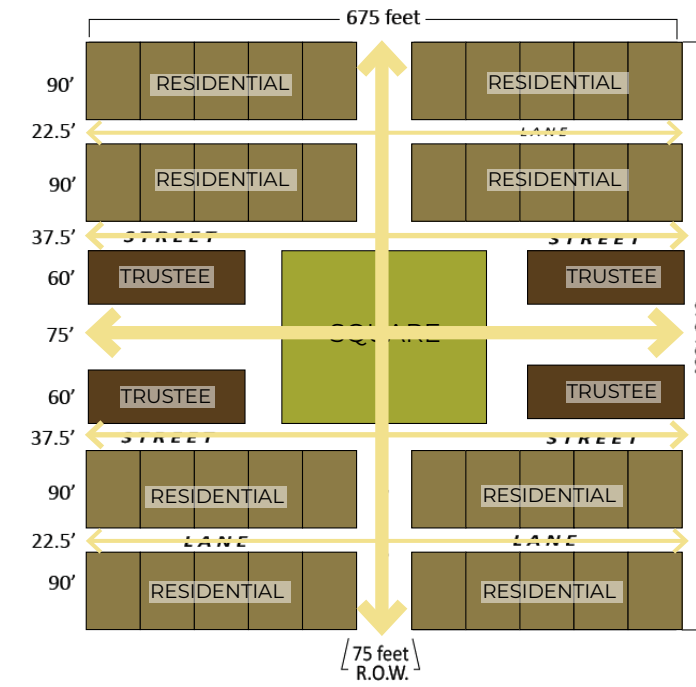 675 feet
90’ RESIDENTIAL RESIDENTIAL
22.5’ LANE
90’ RESIDENTIAL RESIDENTIAL
37.5’ STREET STREET
60’ TRUSTEE TRUSTEE
75’ SQUARE
60’ TRUSTEE TRUSTEE
37.5’ STREET STREET
90’ RESIDENTIAL RESIDENTIAL
22.5’ LANE LANE
90’ RESIDENTIAL RESIDENTIAL
75 feet
R.O.W.